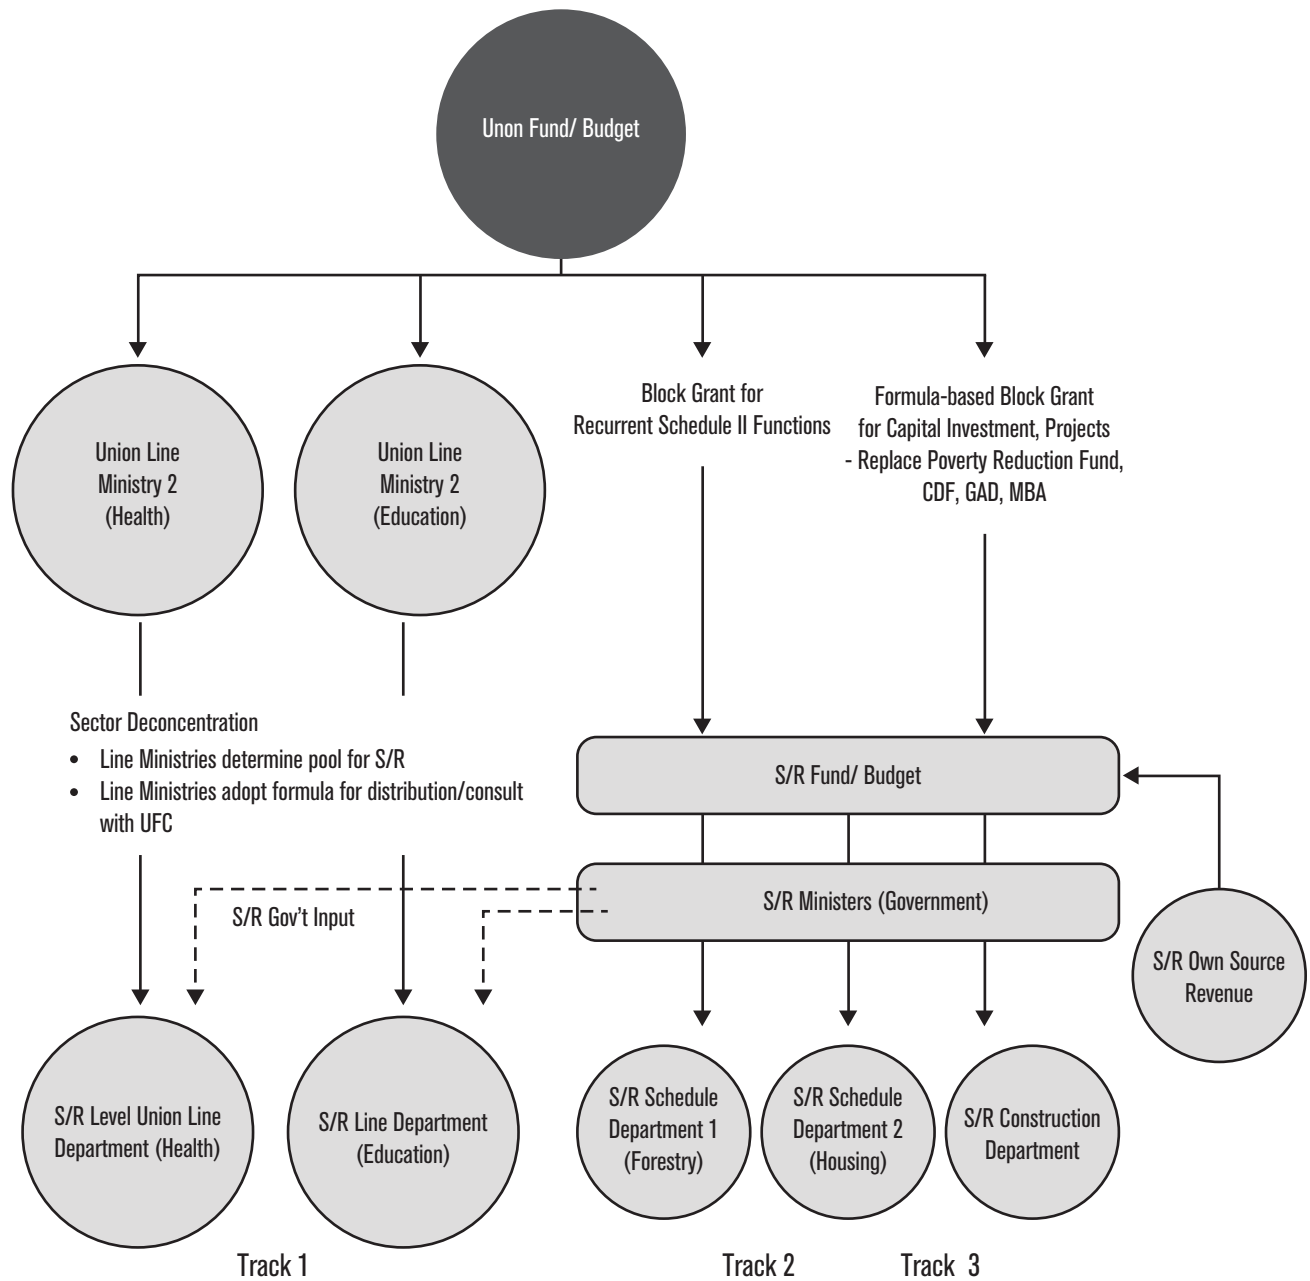 Unon Fund/ Budget
Union Line
Ministry 2
(Health)
Union Line
Ministry 2
(Education)
Block Grant for
Recurrent Schedule II Functions
Formula-based Block Grant
for Capital Investment, Projects
- Replace Poverty Reduction Fund,
CDF, GAD, MBA
Sector Deconcentration
• Line Ministries determine pool for S/R
• Line Ministries adopt formula for distribution/consult
with UFC
S/R Fund/ Budget
S/R Ministers (Government)
S/R Gov't Input
S/R Own Source
Revenue
S/R Level Union Line
Department (Health)
S/R Line Department
(Education)
S/R Schedule
Department 1
(Forestry)
S/R Schedule
Department 2
(Housing)
S/R Construction
Department
Track 1
Track 2
Track 3